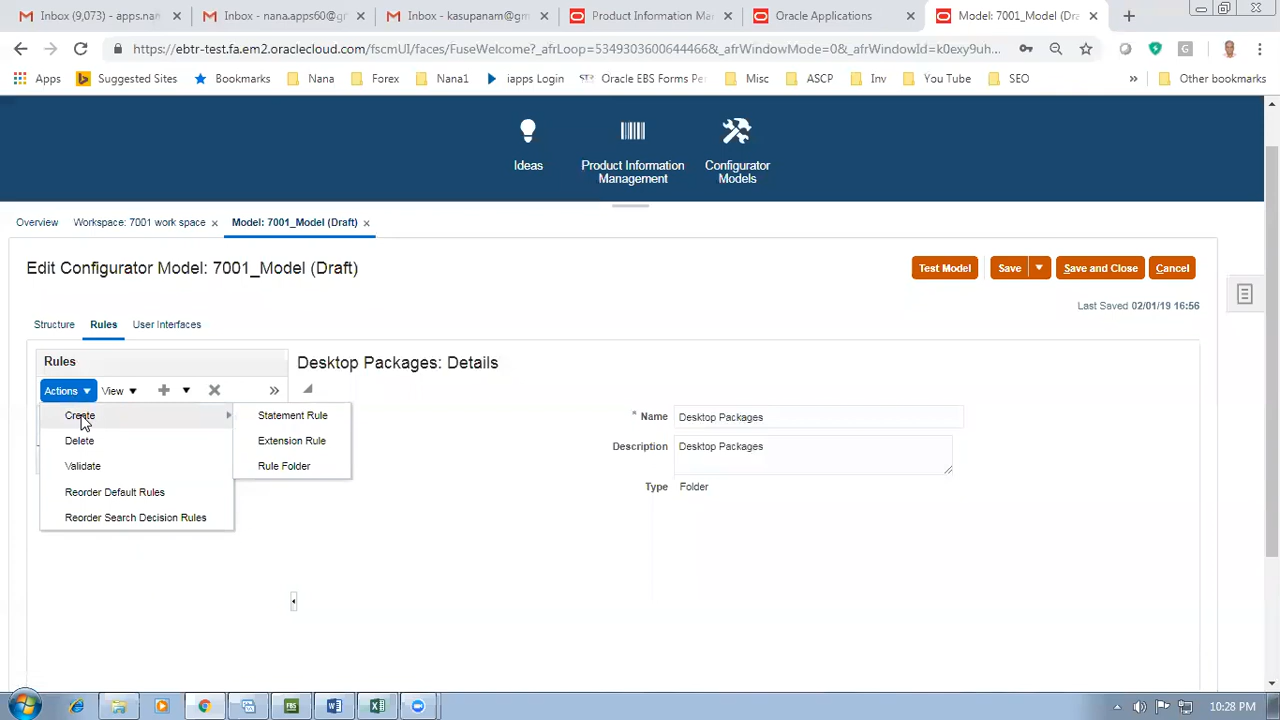 Inbox (9,073) - apps.na
Inbox - nana.apps60@g
Inbox - kasupanam@gm
Product Information Ma
Oracle Applications
Model: 7001_Model (Dra
https://ebtr-test.fa.em2.oraclecloud.com/fscmUI/faces/FuseWelcome?_afrLoop=53493036006444466&_afrWindowMode=0&_afrWindowId=k0exy9uh...
Apps
Suggested Sites
Bookmarks
Nana
Forex
Nana1
iapps Login
Oracle EBS Forms Pe
Misc
ASCP
Inv
You Tube
SEO
»
Other bookmarks
Ideas
Product Information
Management
Configurator
Models
Overview
Workspace: 7001 work space
Model: 7001_Model (Draft)
Edit Configurator Model: 7001_Model (Draft)
Test Model
Save
Save and Close
Cancel
Last Saved 02/01/19 16:56
Structure
Rules
User Interfaces
Rules
Desktop Packages: Details
Actions
View
»
Create
Statement Rule
Delete
Extension Rule
Validate
Rule Folder
Reorder Default Rules
Reorder Search Decision Rules
* Name
Desktop Packages
Description
Desktop Packages
Type
Folder
10:28 PM